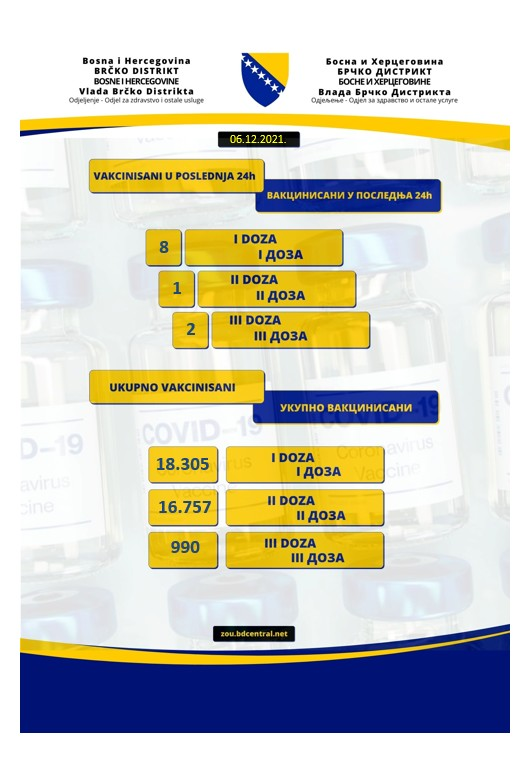 Bosna i Hercegovina
BRČKO DISTRIKT
BOSNE I HERCEGOVINE
Vlada Brčko Distrikta
Odjeljenje - Odjel za zdravstvo i ostale usluge
Босна и Херцеговина
БРЧКО ДИСТРИКТ
БОСНЕ И ХЕРЦЕГОВИНЕ
Влада Брчко Дистрикта
Одјељење - Одјел за здравство и остале услуге
06.12.2021.
VAKCINISANI U POSLEDNJA 24h
ВАКЦИНИСАНИ У ПОСЛЕДЊА 24h
8
I DOZA
I ДОЗА
1
II DOZA
II ДОЗА
2
III DOZA
III ДОЗА
UKUPNO VAKCINISANI
УКУПНО ВАКЦИНИСАНИ
COVID-19
Coronavirus
Vaccine
18.305
I DOZA
I ДОЗА
16.757
II DOZA
II ДОЗА
990
III DOZA
III ДОЗА
zou.bdcentral.net